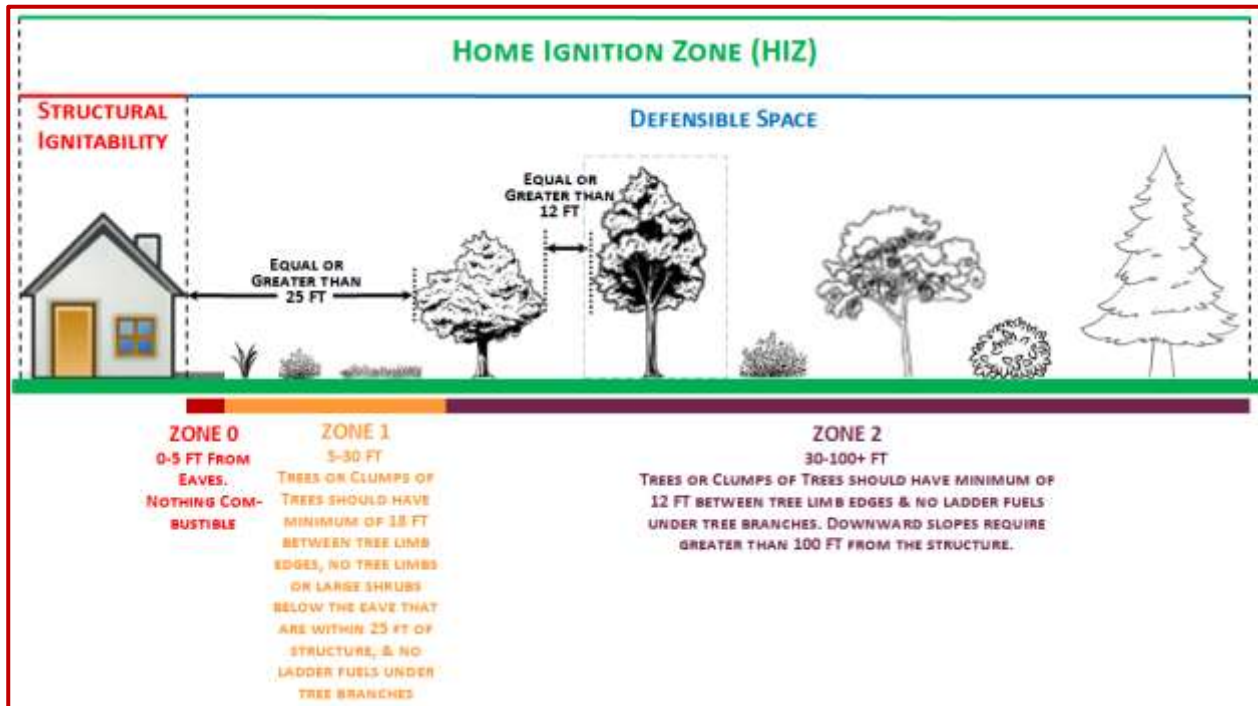 HOME IGNITION ZONE (HIZ)
STRUCTURAL
IGNITABILITY
DEFENSIBLE SPACE
EQUAL OR
GREATER THAN
12 FT
EQUAL OR
GREATER THAN
25 FT
ZONE 0
0-5 FT FROM
EAVES.
NOTHING COM-
BUSTIBLE
ZONE 1
5-30 FT
TREES OR CLUMPS OF
TREES SHOULD HAVE
MINIMUM OF 18 FT
BETWEEN TREE LIMB
EDGES, NO TREE LIMBS
OR LARGE SHRUBS
BELOW THE EAVE THAT
ARE WITHIN 25 FT OF
STRUCTURE, & NO
LADDER FUELS UNDER
TREE BRANCHES
ZONE 2
30-100+ FT
TREES OR CLUMPS OF TREES SHOULD HAVE MINIMUM OF
12 FT BETWEEN TREE LIMB EDGES & NO LADDER FUELS
UNDER TREE BRANCHES. DOWNWARD SLOPES REQUIRE
GREATER THAN 100 FT FROM THE STRUCTURE.